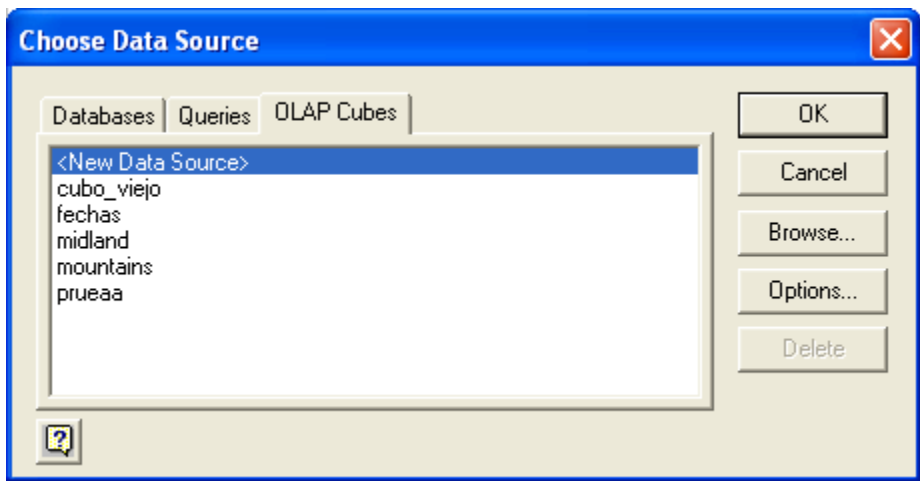 Choose Data Source
Databases Queries OLAP Cubes
<New Data Source>
cubo_viejo
fechas
midland
mountains
prueaa
OK
Cancel
Browse...
Options...
Delete
?